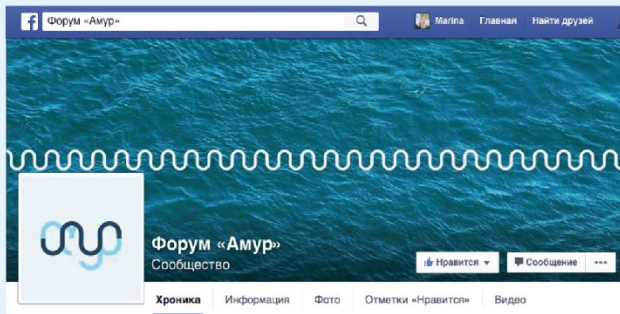 Форум «Амур»
Marina Главная Найти друзей
Форум «Амур»
Сообщество
Нравится Сообщение
Хроника Информация Фото Отметки «Нравится» Видео